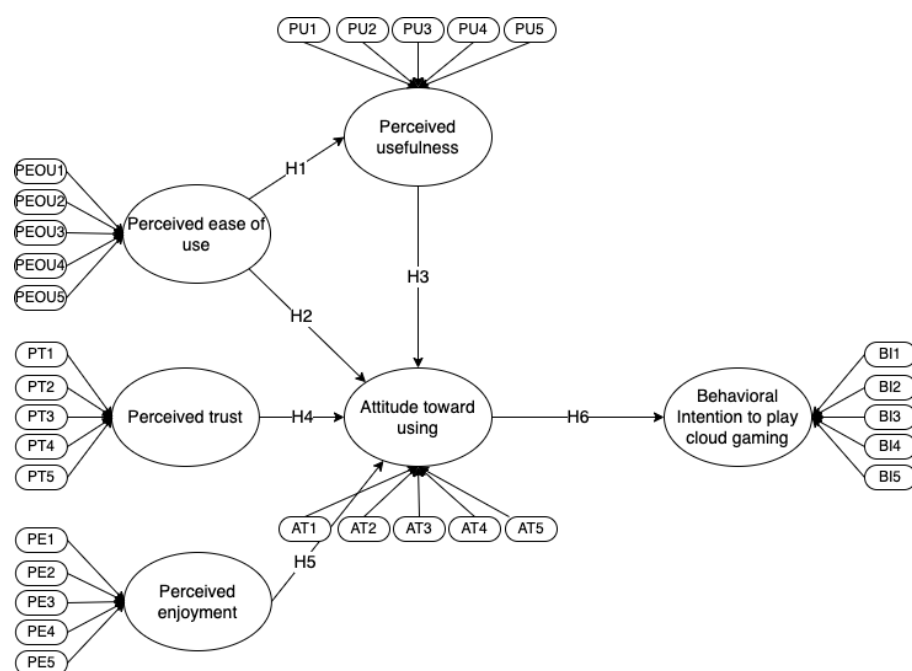 PU1
PU2
PU3
PU4
PU5
Perceived
usefulness
H1
PEOU1
PEOU2
PEOU3
PEOU4
PEOU5
Perceived ease of
use
H3
H2
PT1
PT2
PT3
PT4
PT5
Perceived trust
H4
Attitude toward
using
H6
Behavioral
Intention to play
cloud gaming
BI1
BI2
BI3
BI4
BI5
AT1
AT2
AT3
AT4
AT5
H5
PE1
PE2
PE3
PE4
PE5
Perceived
enjoyment